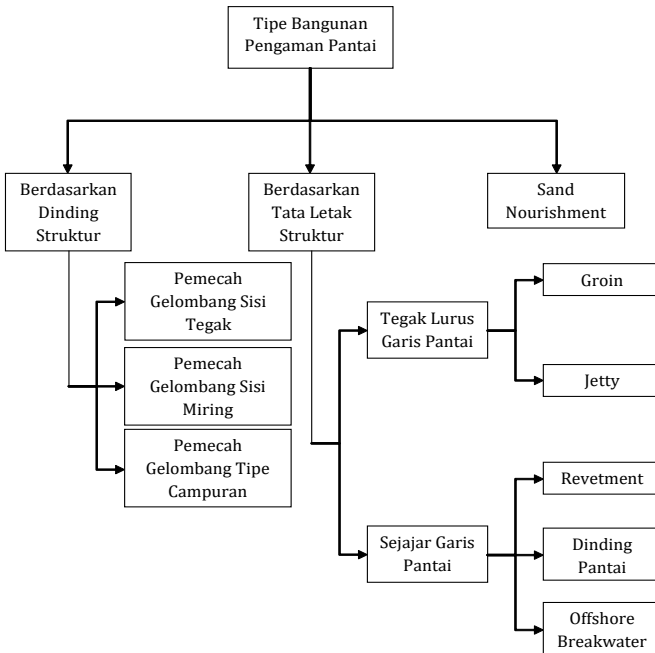 Tipe Bangunan
Pengaman Pantai
Berdasarkan
Dinding
Struktur
Berdasarkan
Tata Letak
Struktur
Sand
Nourishment
Pemecah
Gelombang Sisi
Tegak
Pemecah
Gelombang Sisi
Miring
Pemecah
Gelombang Tipe
Campuran
Tegak Lurus
Garis Pantai
Groin
Jetty
Sejajar Garis
Pantai
Revetment
Dinding
Pantai
Offshore
Breakwater